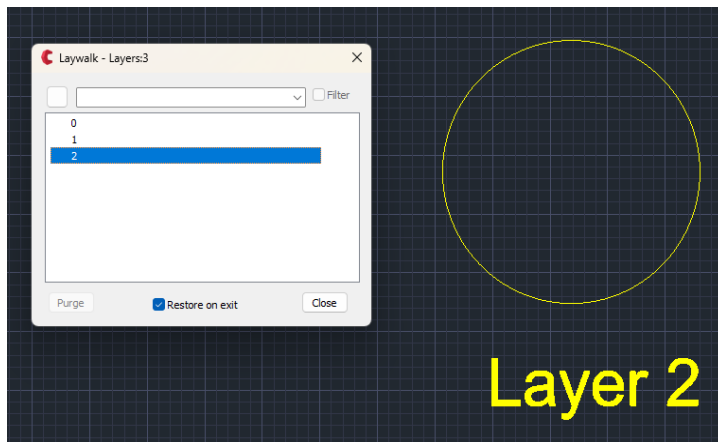 Laywalk - Layers:3
Filter
0
1
2
Purge
Restore on exit
Close
Layer 2